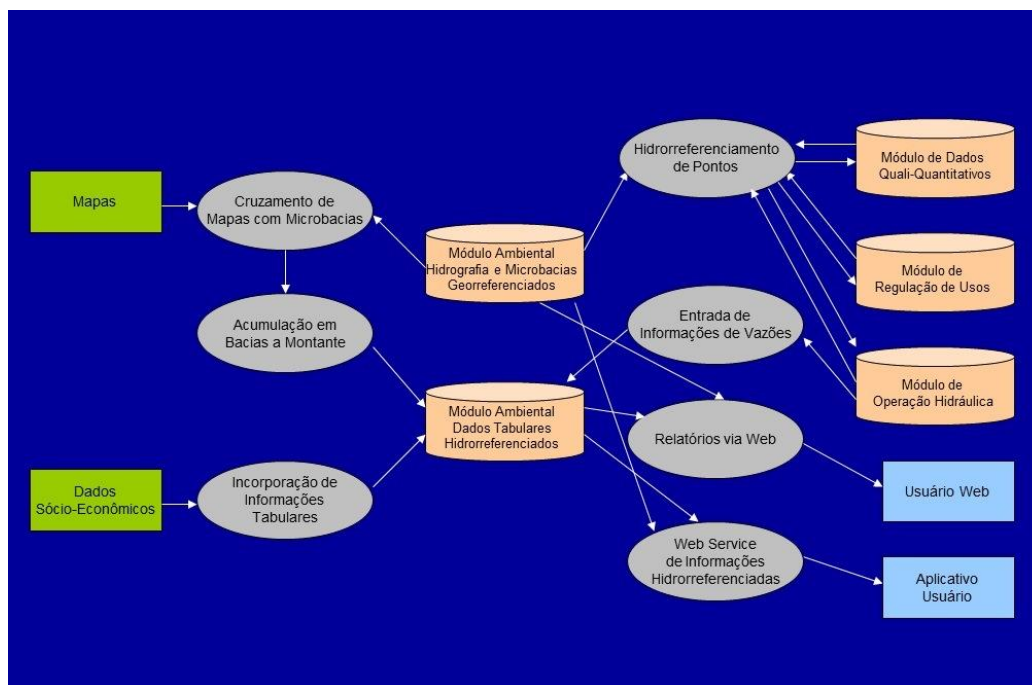 Mapas
Cruzamento de
Mapas com Microbacias
Acumulação em
Bacias a Montante
Dados
Sócio-Econômicos
Incorporação de
Informações
Tabulares
Módulo Ambiental
Hidrografia e Microbacias
Georreferenciados
Módulo Ambiental
Dados Tabulares
Hidrorreferenciados
Hidrorreferenciamento
de Pontos
Entrada de
Informações de Vazões
Relatórios via Web
Web Service
de Informações
Hidrorreferenciadas
Módulo de Dados
Quali-Quantitativos
Módulo de
Regulação de Usos
Módulo de
Operação Hidráulica
Usuário Web
Aplicativo
Usuário